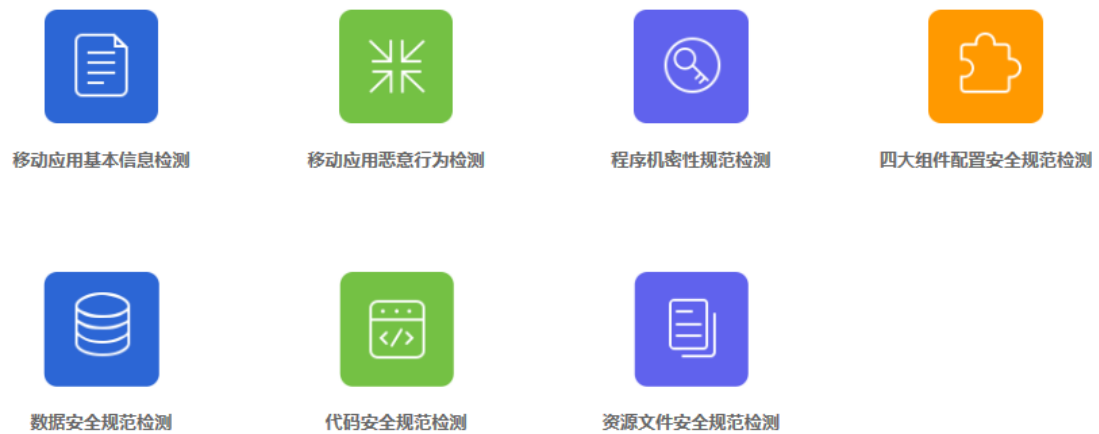 移动应用基本信息检测
移动应用恶意行为检测
程序机密性规范检测
四大组件配置安全规范检测
数据安全规范检测
代码安全规范检测
资源文件安全规范检测